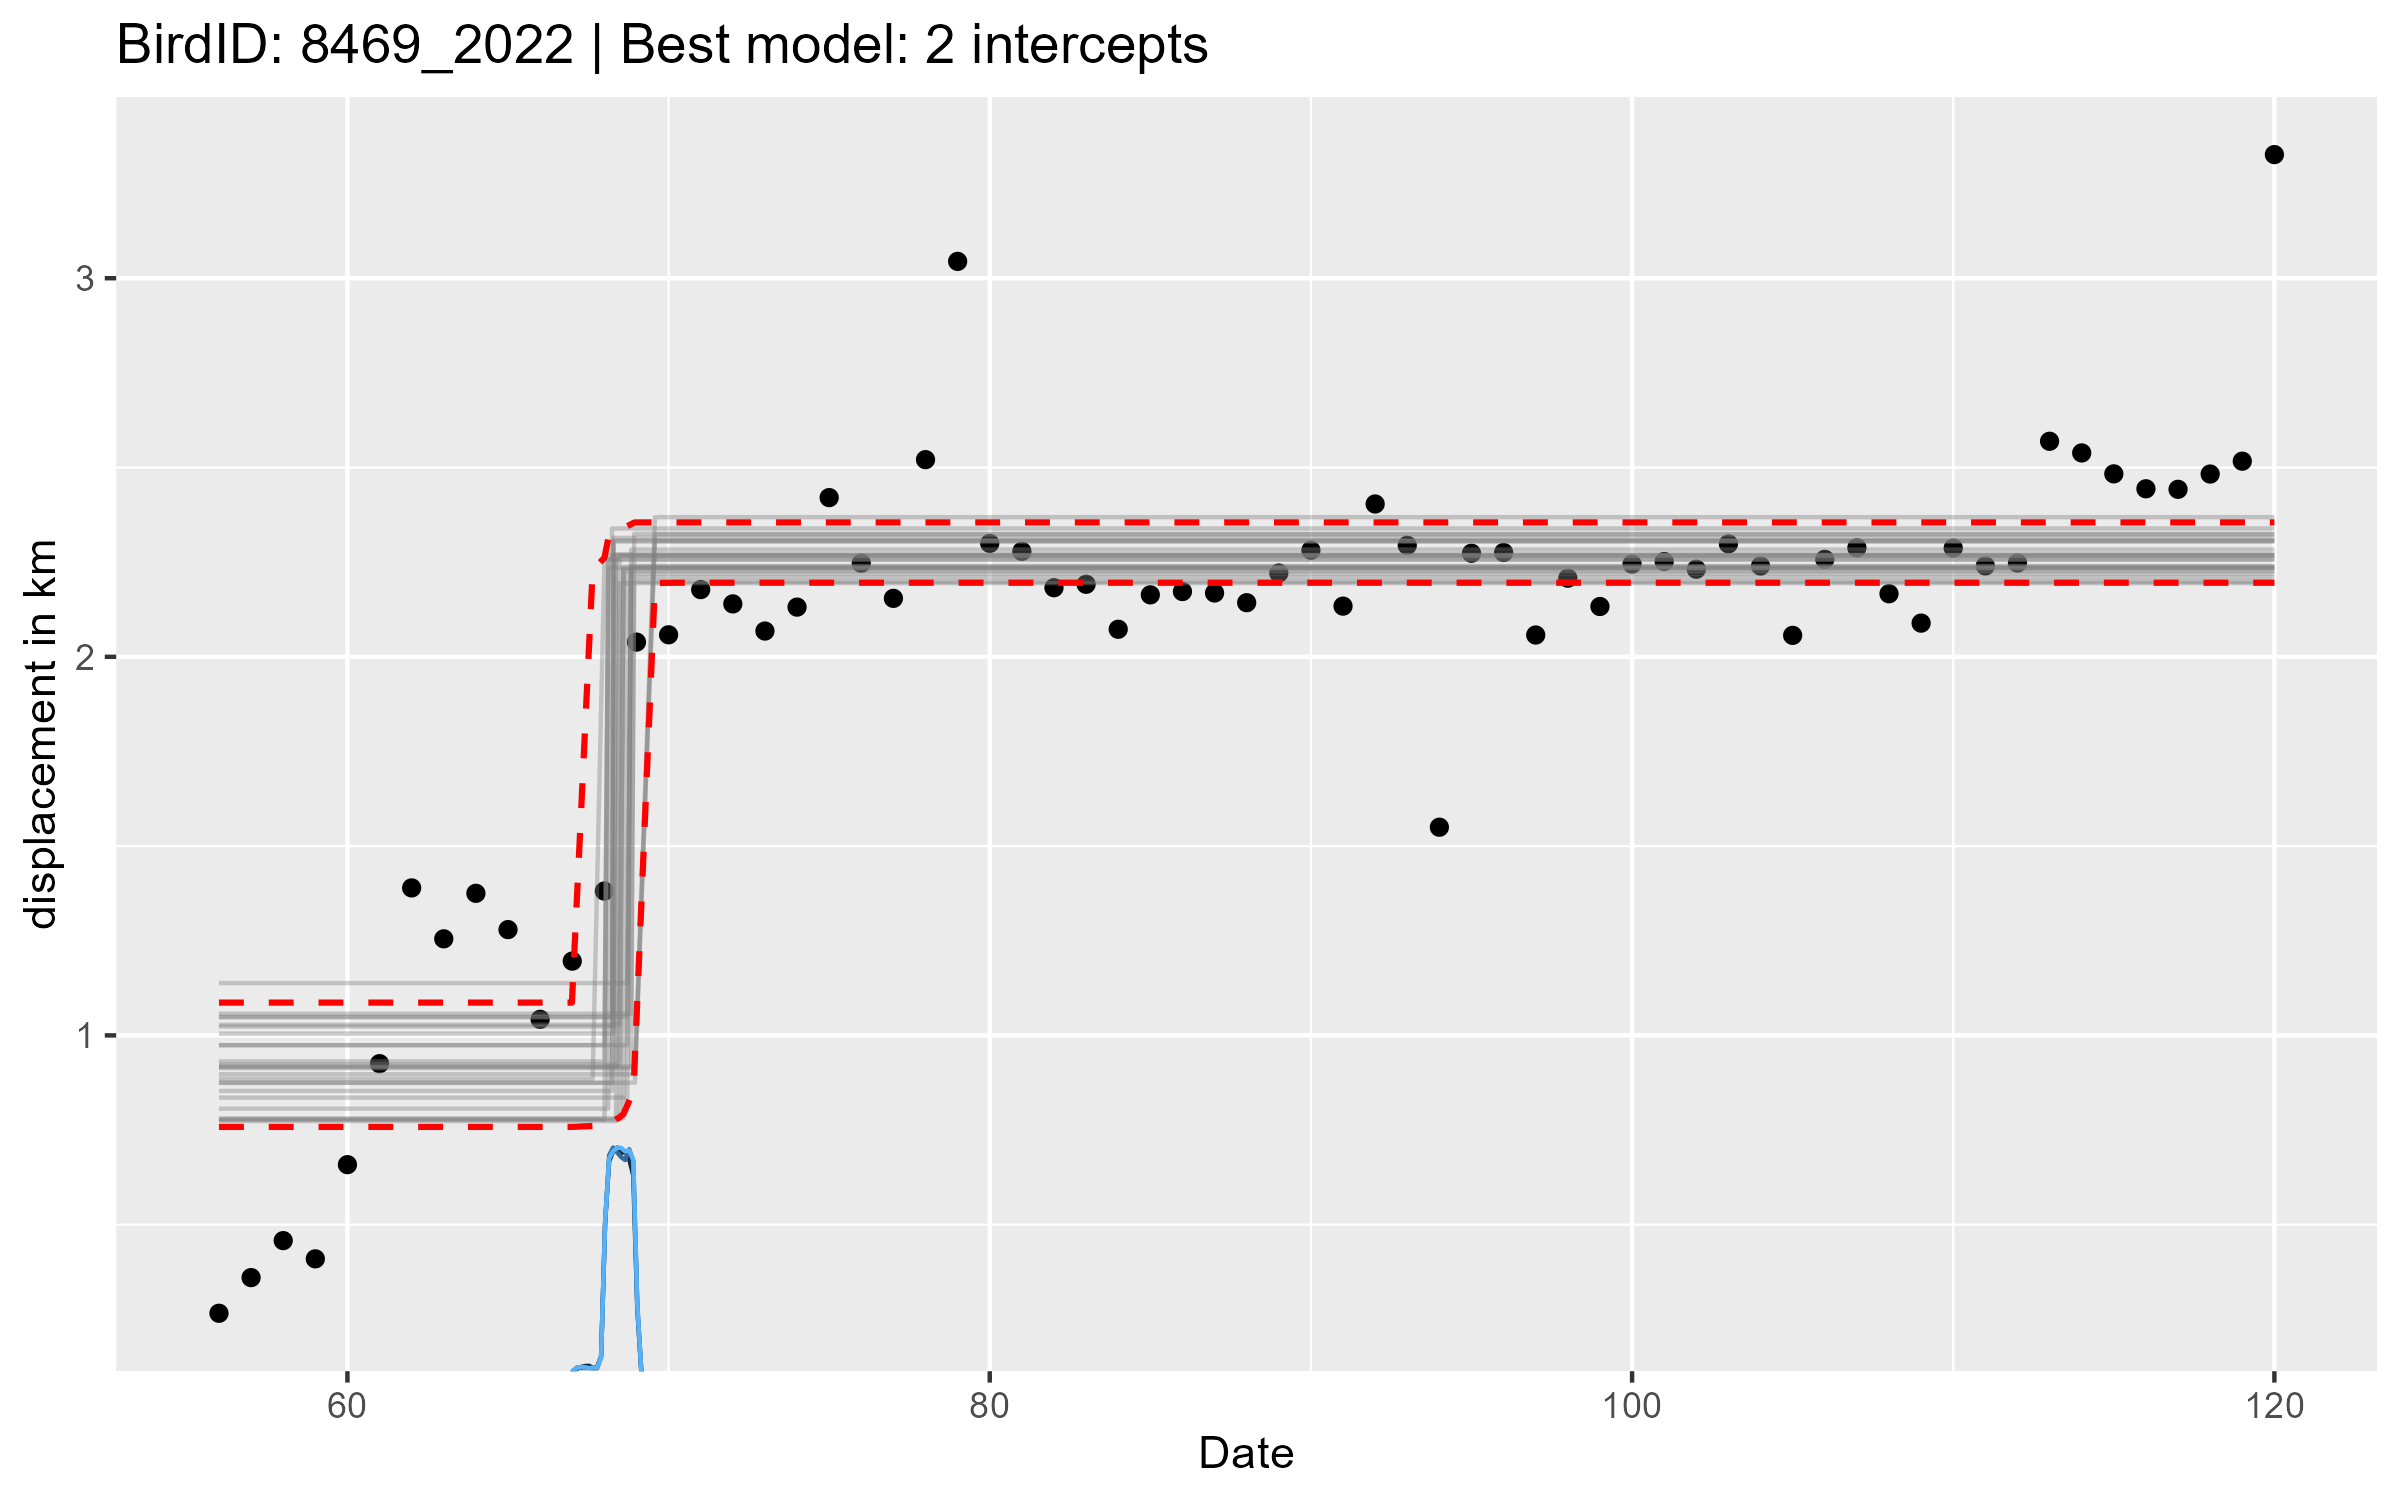 BirdID: 8469_2022 | Best model: 2 intercepts
displacement in km
3
2
1
60
80
100
120
Date